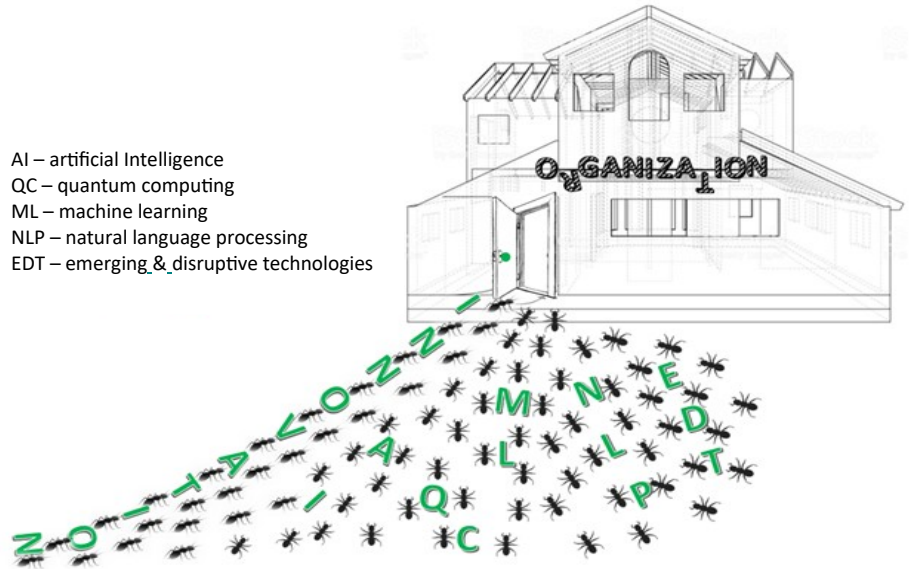 AI – artificial Intelligence
QC – quantum computing
ML – machine learning
NLP – natural language processing
EDT – emerging & disruptive technologies
ORGANIZATION
INNOVATION
AI
QC
ML
NLP
EDT